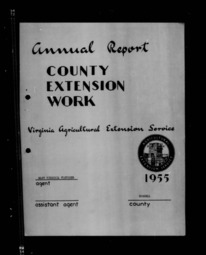 Annual Report
COUNTY
EXTENSION
WORK
Virginia Agricultural Extension Service
1955
agent
assistant agent
county